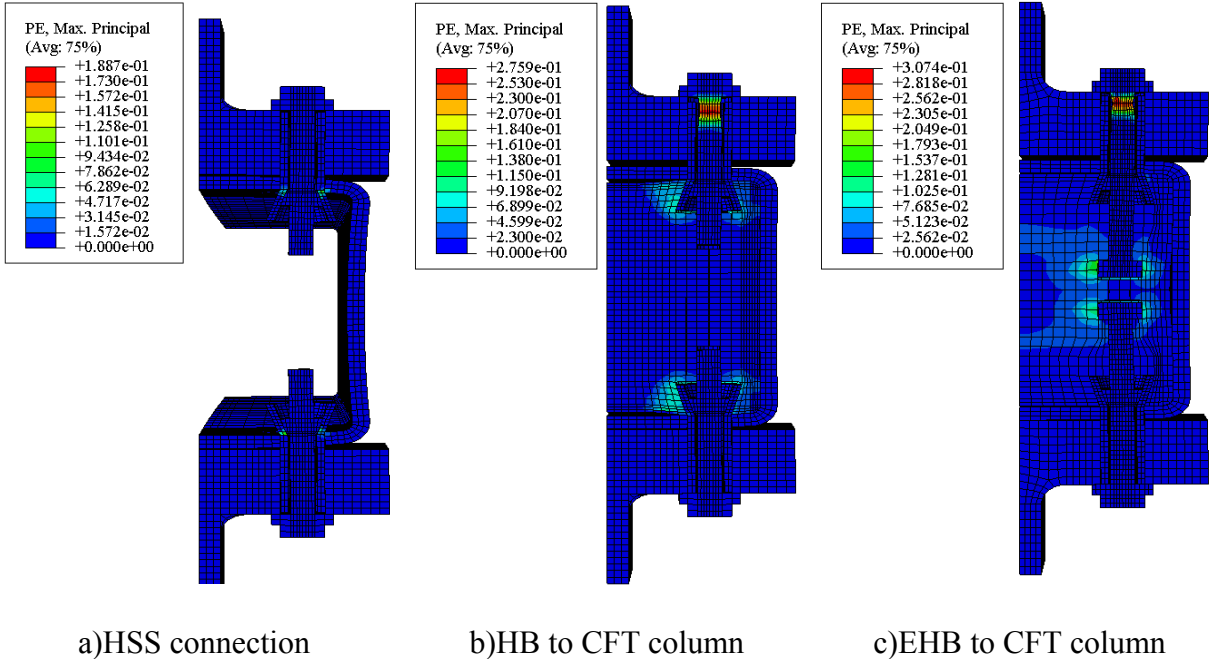 PE, Max. Principal
(Avg: 75%)
+1.887e-01
+1.730e-01
+1.572e-01
+1.415e-01
+1.258e-01
+1.101e-01
+9.434e-02
+7.862e-02
+6.289e-02
+4.717e-02
+3.145e-02
+1.572e-02
+0.000e+00
PE, Max. Principal
(Avg: 75%)
+2.759e-01
+2.530e-01
+2.300e-01
+2.070e-01
+1.840e-01
+1.610e-01
+1.380e-01
+1.150e-01
+9.198e-02
+6.899e-02
+4.599e-02
+2.300e-02
+0.000e+00
PE, Max. Principal
(Avg: 75%)
+3.074e-01
+2.818e-01
+2.562e-01
+2.305e-01
+2.049e-01
+1.793e-01
+1.537e-01
+1.281e-01
+1.025e-01
+7.685e-02
+5.123e-02
+2.562e-02
+0.000e+00
a)HSS connection
b)HB to CFT column
c)EHB to CFT column